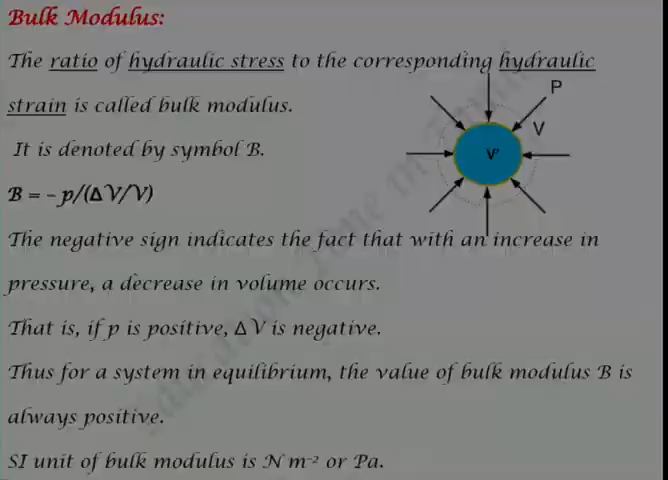 Bulk Modulus:
The ratio of hydraulic stress to the corresponding hydraulic
strain is called bulk modulus.
P
V
V'
It is denoted by symbol B.
B = – p/(ΔV/V)
The negative sign indicates the fact that with an increase in
pressure, a decrease in volume occurs.
That is, if p is positive, ΔV is negative.
Thus for a system in equilibrium, the value of bulk modulus B is
always positive.
SI unit of bulk modulus is N m⁻² or Pa.